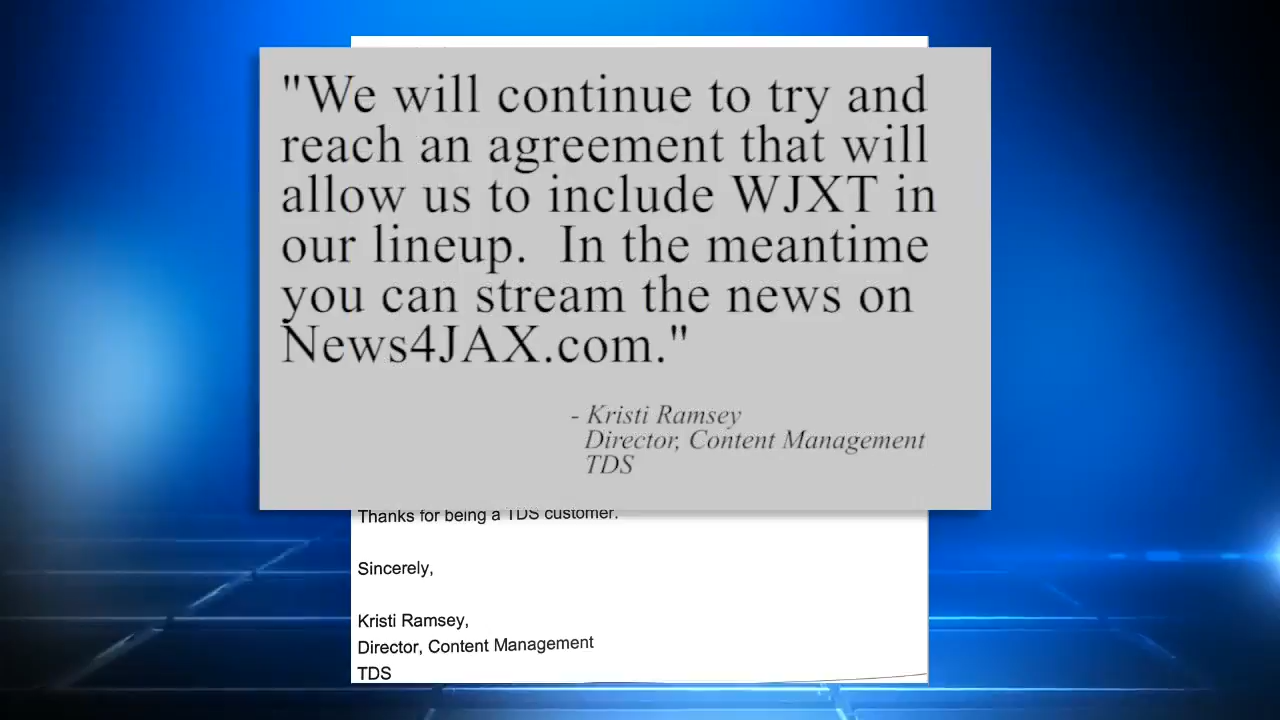 "We will continue to try and
reach an agreement that will
allow us to include WJXT in
our lineup.  In the meantime
you can stream the news on
News4JAX.com."
- Kristi Ramsey
Director, Content Management
TDS
Thanks for being a TDS customer.
Sincerely,
Kristi Ramsey,
Director, Content Management
TDS